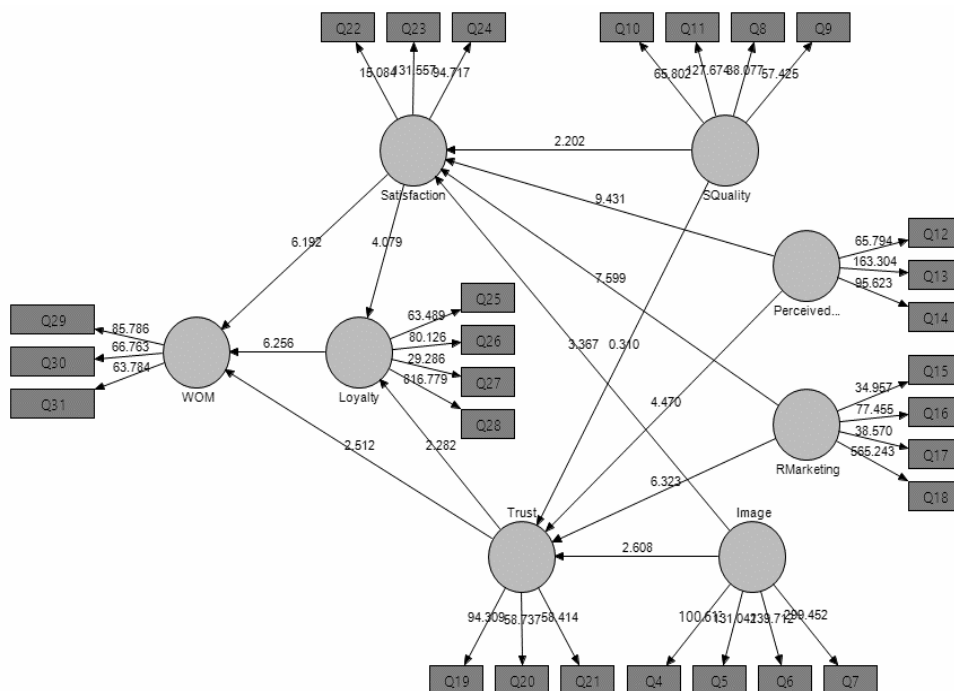 Q22
Q23
Q24
Q10
Q11
Q8
Q9
15.084
131.557
94.717
65.802
127.674
38.077
57.425
2.202
Satisfaction
SQuality
9.431
Q12
65.794
163.304
Q13
95.623
Q14
Perceived...
6.192
4.079
7.599
Q25
63.489
Q29
85.786
80.126
Q26
66.763
6.256
Q30
29.286
Q27
63.784
816.779
Q31
WOM
Loyalty
Q28
3.367
0.310
Q15
34.957
77.455
Q16
38.570
Q17
565.243
RMarketing
Q18
4.470
2.512
2.282
6.323
Trust
Image
2.608
94.309
58.737
58.414
131.041
239.712
299.452
Q19
Q20
Q21
Q4
Q5
Q6
Q7